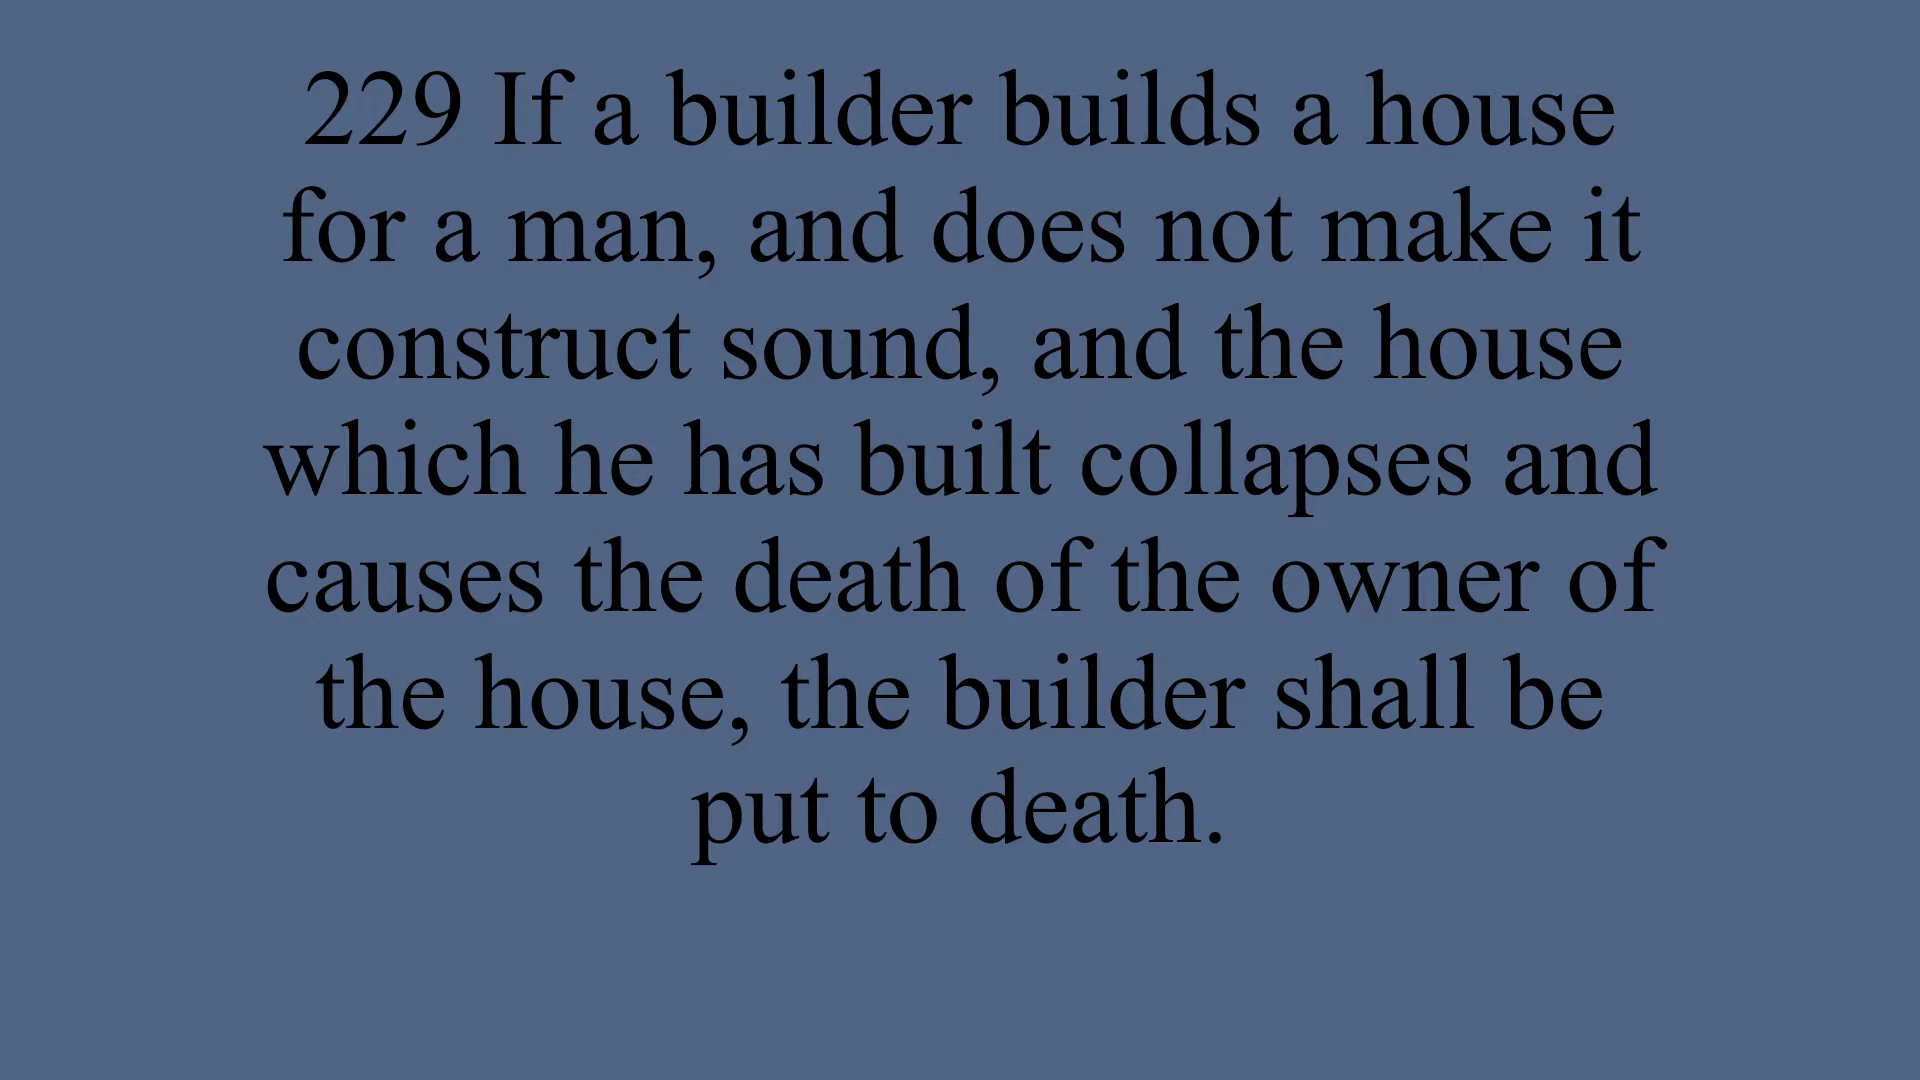 229 If a builder builds a house
for a man, and does not make it
construct sound, and the house
which he has built collapses and
causes the death of the owner of
the house, the builder shall be
put to death.